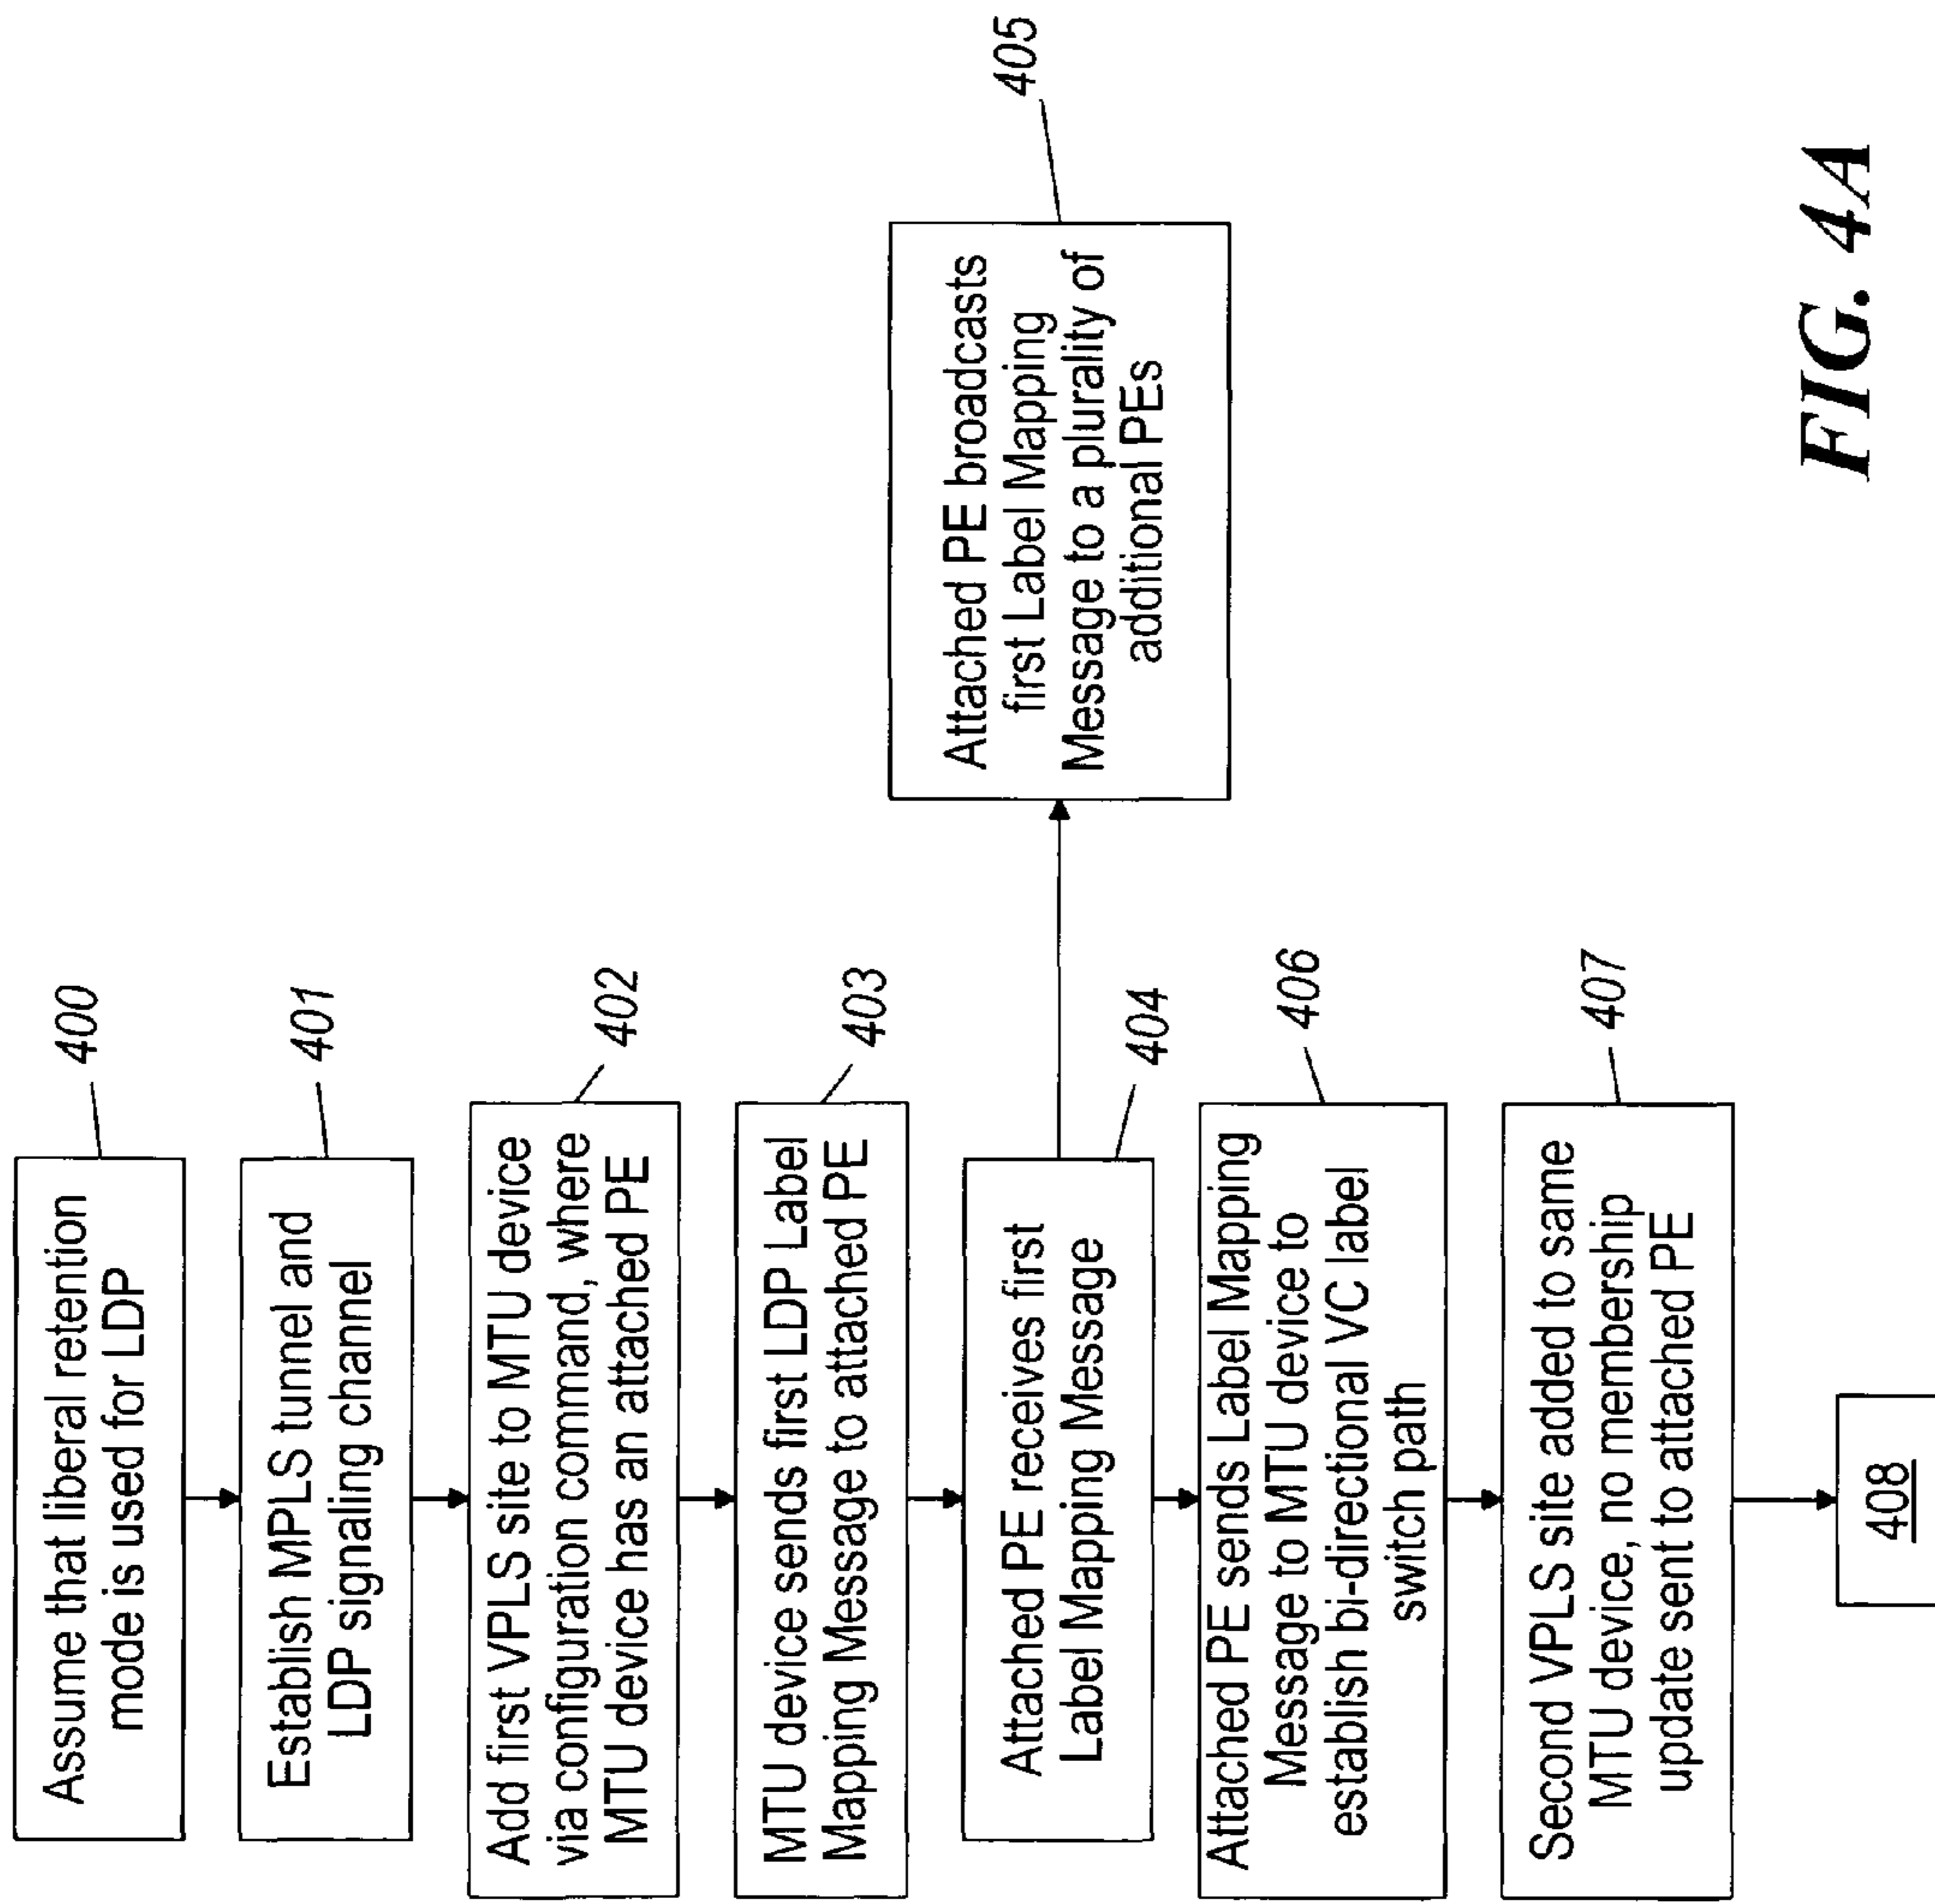 Assume that liberal retention
mode is used for LDP
400
Establish MPLS tunnel and
LDP signaling channel
401
Add first VPLS site to MTU device
via configuration command, where
MTU device has an attached PE
402
MTU device sends first LDP Label
Mapping Message to attached PE
403
Attached PE receives first
Label Mapping Message
404
Attached PE broadcasts
first Label Mapping
Message to a plurality of
additional PEs
405
Attached PE sends Label Mapping
Message to MTU device to
establish bi-directional VC label
switch path
406
Second VPLS site added to same
MTU device, no membership
update sent to attached PE
407
408
FIG. 4A